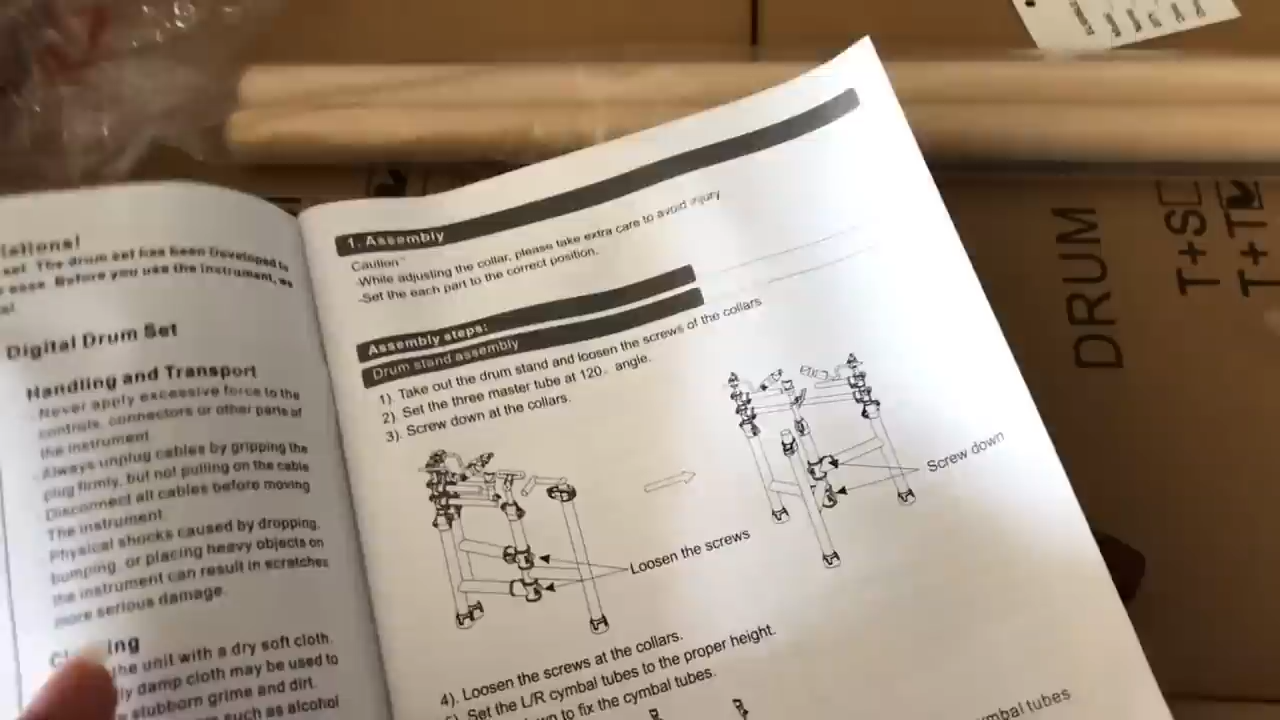 set. The drum set has been developed to
ease. Before you use the instrument, we
Digital Drum Set
Handling and Transport
Never apply excessive force to the
controls, connectors or other parts of
the instrument.
-Always unplug cables by gripping the
plug firmly, but not pulling on the cable
Disconnect all cables before moving
The instrument.
Physical shocks caused by dropping,
bumping, or placing heavy objects on
the instrument can result in scratches
more serious damage.
the unit with a dry soft cloth.
damp cloth may be used to
stubborn grime and dirt.
such as alcohol
1. Assembly
Caution
-While adjusting the collar, please take extra care to avoid injury
-Set the each part to the correct position.
Assembly steps:
Drum stand assembly
1). Take out the drum stand and loosen the screws of the collars
2). Set the three master tube at 120. angle.
3). Screw down at the collars.
Screw down
Loosen the screws
4). Loosen the screws at the collars.
5). Set the L/R cymbal tubes to the proper height.
to fix the cymbal tubes.
tubes
DRUM
T+S
T+T